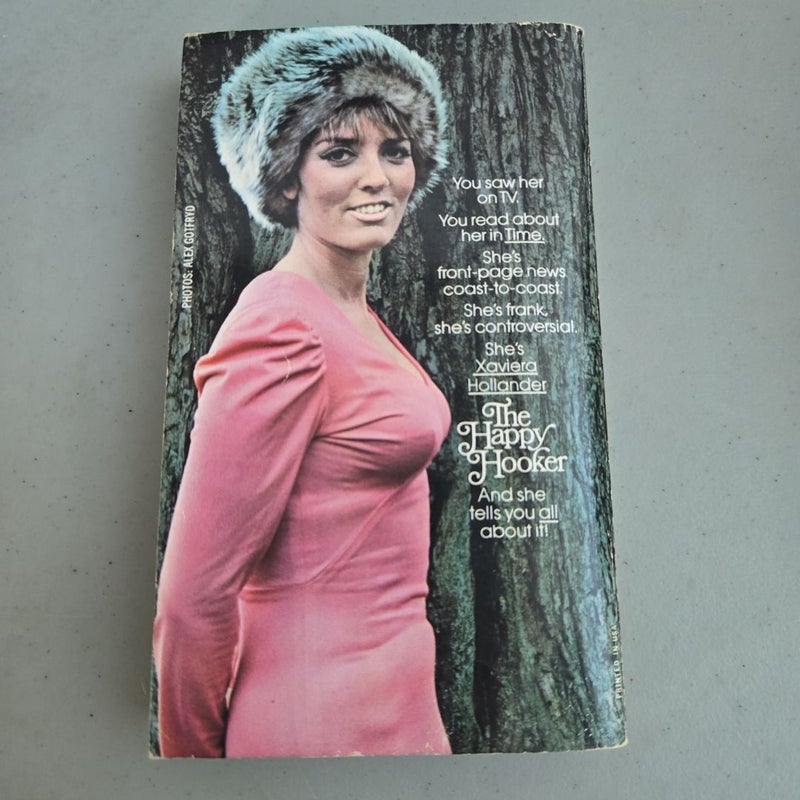 PHOTOS: ALEX GOTFRYD
You saw her
on TV.
You read about
her in Time.
She's
front-page news
coast-to-coast.
She's frank,
she's controversial.
She's
Xaviera
Hollander
The
Happy
Hooker
And she
tells you all
about it!
PRINTED IN USA